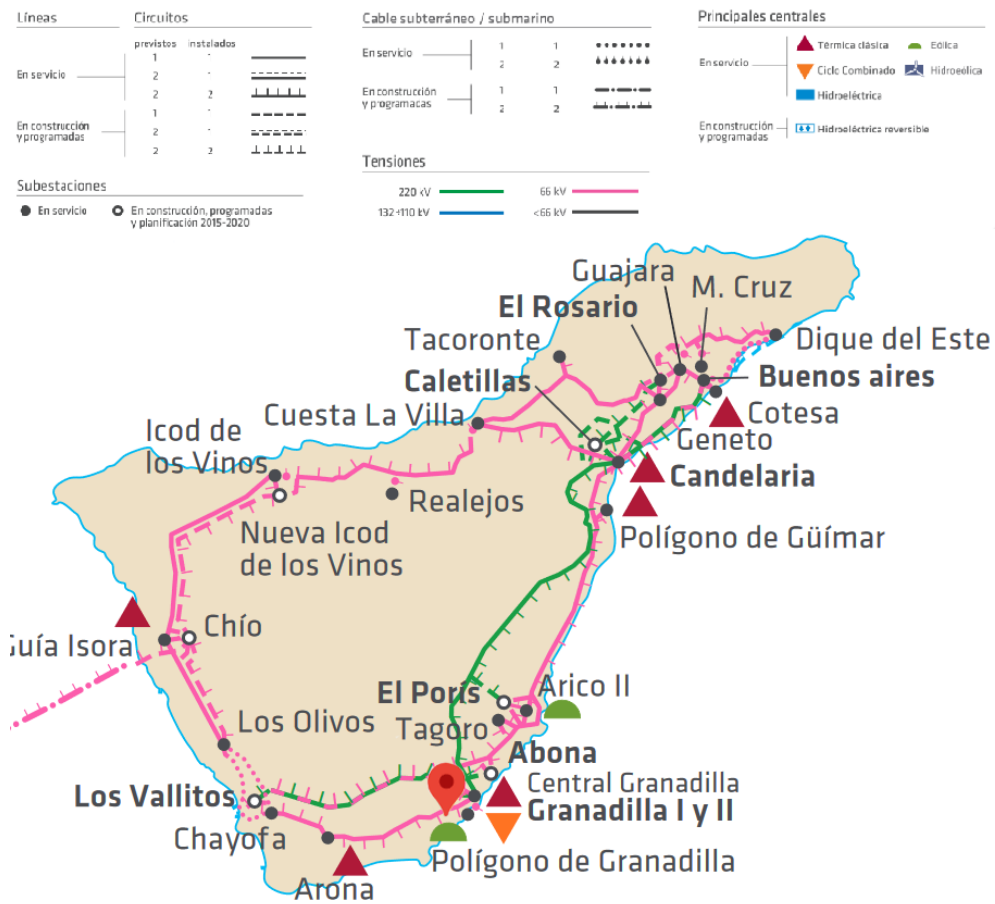 Líneas
Circuitos
previstos instalados
En servicio
1 -
2 -
2 2
En construcción
y programadas
1 -
2 -
2 2
Subestaciones
En servicio
En construcción, programadas
y planificación 2015-2020
Cable subterráneo / submarino
En servicio
1 1
2 2
En construcción
y programacas
1 1
2 2
Tensiones
220 kV
66 kV
132-110 kV
<66 kV
Principales centrales
En servicio
Térmica clásica
Eólica
Ciclo Combinado
Hidroeólica
Hidroeléctrica
En construcción
y programadas
Hidroeléctrica reversible
Guajara
M. Cruz
El Rosario
Tacoronte
Dique del Este
Caletillas
Buenos aires
Cuesta La Villa
Cotesa
Icod de
los Vinos
Geneto
Candelaria
Realejos
Nueva Icod
de los Vinos
Polígono de Güímar
Chío
Guía Isora
El Porís
Arico II
Los Olivos
Tagoro
Abona
Central Granadilla
Los Vallitos
Granadilla I y II
Chayofa
Polígono de Granadilla
Arona